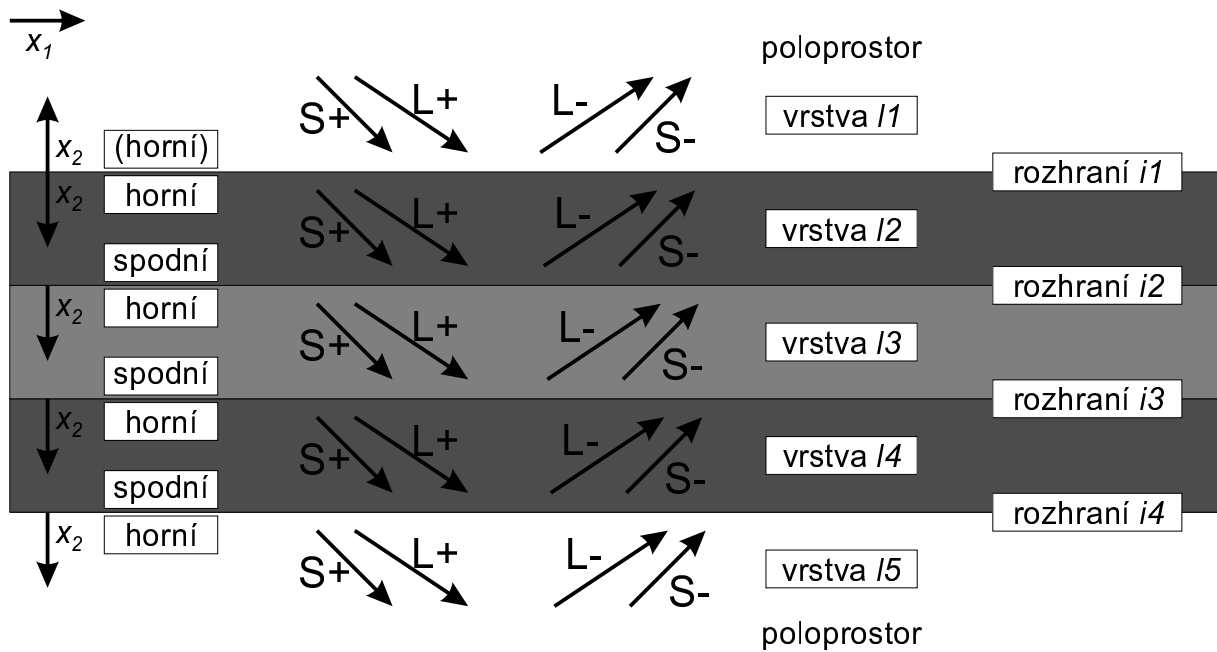 x1
poloprostor
S+ L+ L- S-
vrstva l1
x2
(horní)
rozhraní i1
x2
horní
S+ L+ L- S-
vrstva l2
spodní
rozhraní i2
x2
horní
S+ L+ L- S-
vrstva l3
spodní
rozhraní i3
x2
horní
S+ L+ L- S-
vrstva l4
spodní
rozhraní i4
x2
horní
S+ L+ L- S-
vrstva l5
poloprostor